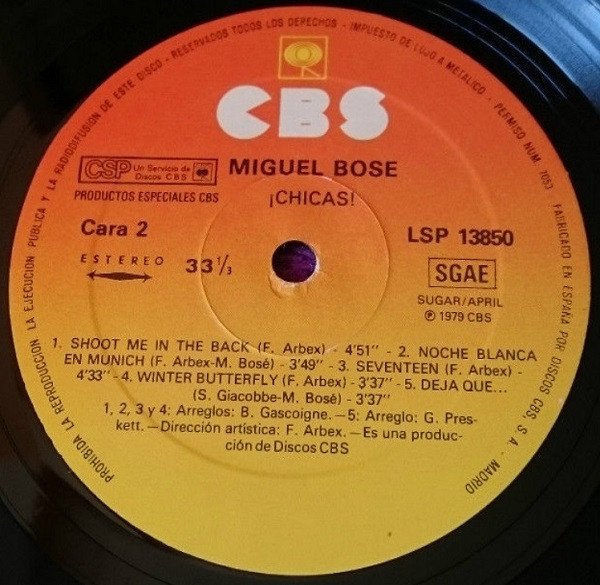 PROHIBIDA LA REPRODUCCIÓN, LA EJECUCION PUBLICA Y LA RADIODIFUSION DE ESTE DISCO - RESERVADOS TODOS LOS DERECHOS - IMPUESTO DE LUJO A METALICO - PERMISO NUM. 7053 FABRICADO EN ESPAÑA POR DISCOS CBS, S. A. - MADRID
CBS
CSP Un Servicio de Discos CBS
MIGUEL BOSE
PRODUCTOS ESPECIALES CBS
¡CHICAS!
Cara 2
LSP 13850
ESTEREO
33 1/3
SGAE
SUGAR/APRIL
℗ 1979 CBS
1. SHOOT ME IN THE BACK (F. Arbex) - 4'51" - 2. NOCHE BLANCA
EN MUNICH (F. Arbex-M. Bosé) - 3'49" - 3. SEVENTEEN (F. Arbex) -
4'33" - 4. WINTER BUTTERFLY (F. Arbex) - 3'37" - 5. DEJA QUE...
(S. Giacobbe-M. Bosé) - 3'37"
1, 2, 3 y 4: Arreglos: B. Gascoigne.—5: Arreglo: G. Pres-
kett.—Dirección artística: F. Arbex.—Es una produc-
ción de Discos CBS